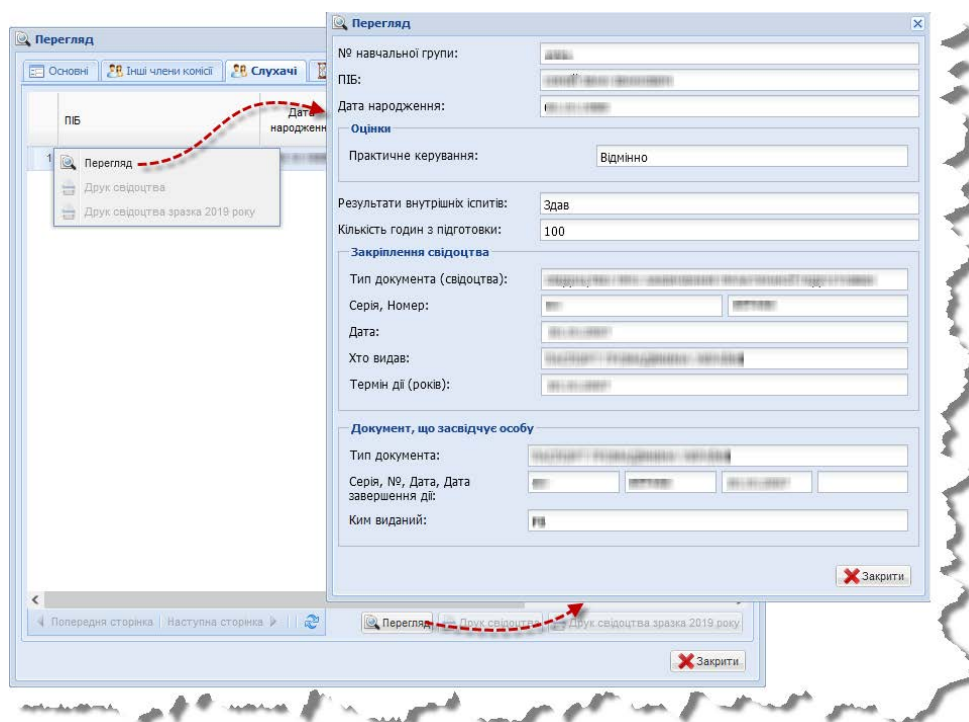 Перегляд
Основні
Інші члени комісії
Слухачі
ПІБ
Дата народженн
1
Перегляд
Друк свідоцтва
Друк свідоцтва зразка 2019 року
Попередня сторінка
Наступна сторінка
Перегляд
Друк свідоцтва
Друк свідоцтва зразка 2019 року
Закрити
Перегляд
№ навчальної групи:
ПІБ:
Дата народження:
Оцінки
Практичне керування: Відмінно
Результати внутрішніх іспитів: Здав
Кількість годин з підготовки: 100
Закріплення свідоцтва
Тип документа (свідоцтва):
Серія, Номер:
Дата:
Хто видав:
Термін дії (років):
Документ, що засвідчує особу
Тип документа:
Серія, №, Дата, Дата
завершення дії:
Ким виданий:
Закрити